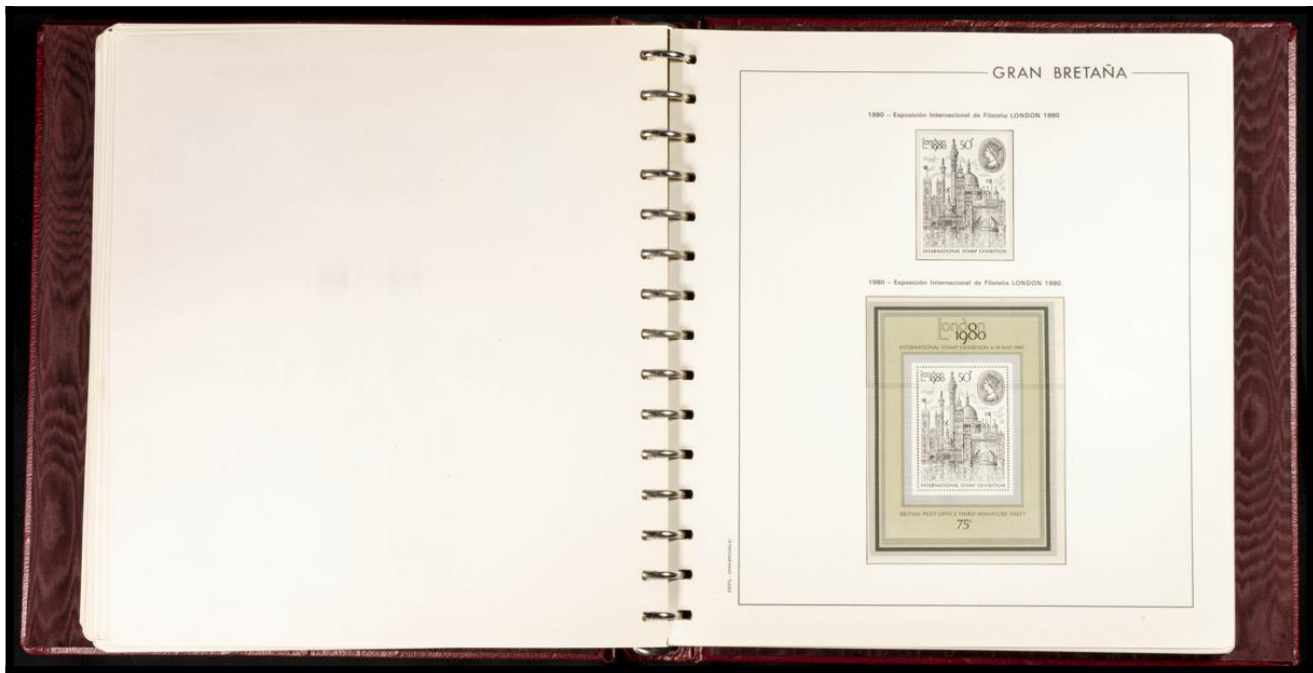 GRAN BRETAÑA
1980 – Exposición Internacional de Filatelia LONDON 1980
London
1980
50P
INTERNATIONAL STAMP EXHIBITION
1980 – Exposición Internacional de Filatelia LONDON 1980
London
1980
INTERNATIONAL STAMP EXHIBITION 6-14 MAY 1980
London
1980
50P
INTERNATIONAL STAMP EXHIBITION
BRITISH POST OFFICE THIRD MINIATURE SHEET
75P